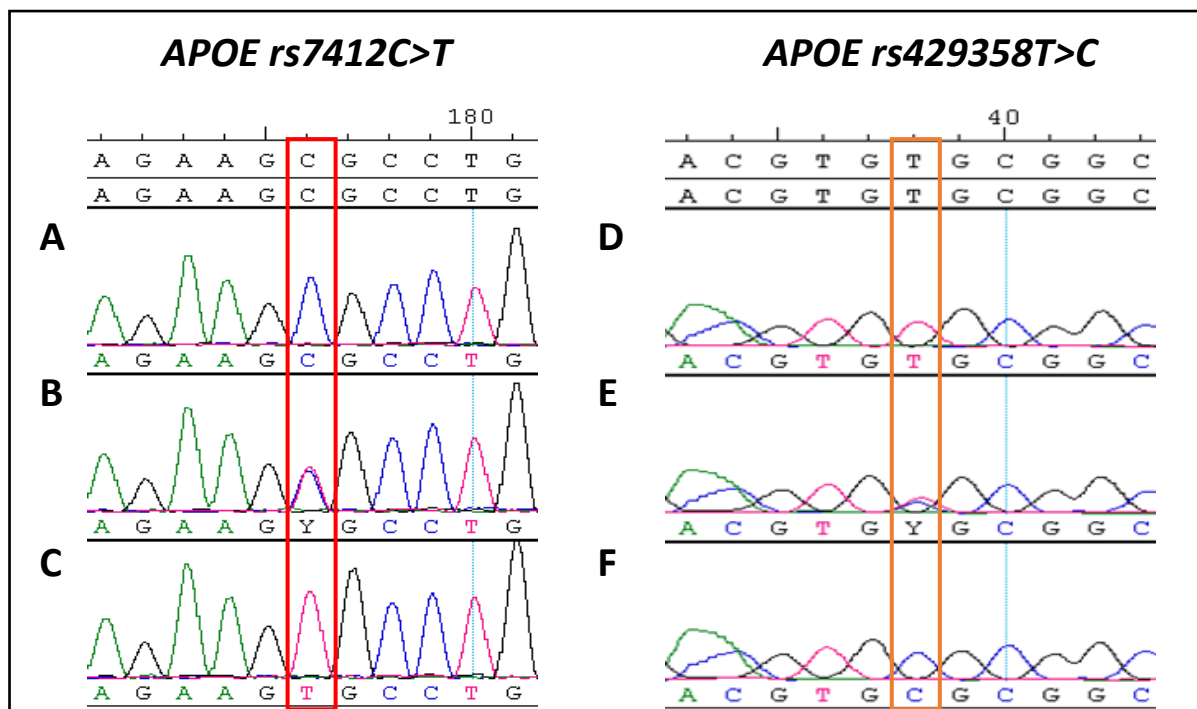 APOE rs7412C>T
180
A G A A G C G C C T G
A G A A G C G C C T G
A
A G A A G C G C C T G
B
A G A A G Y G C C T G
C
A G A A G T G C C T G
APOE rs429358T>C
40
A C G T G T G C G G C
A C G T G T G C G G C
D
A C G T G T G C G G C
E
A C G T G Y G C G G C
F
A C G T G C G C G G C